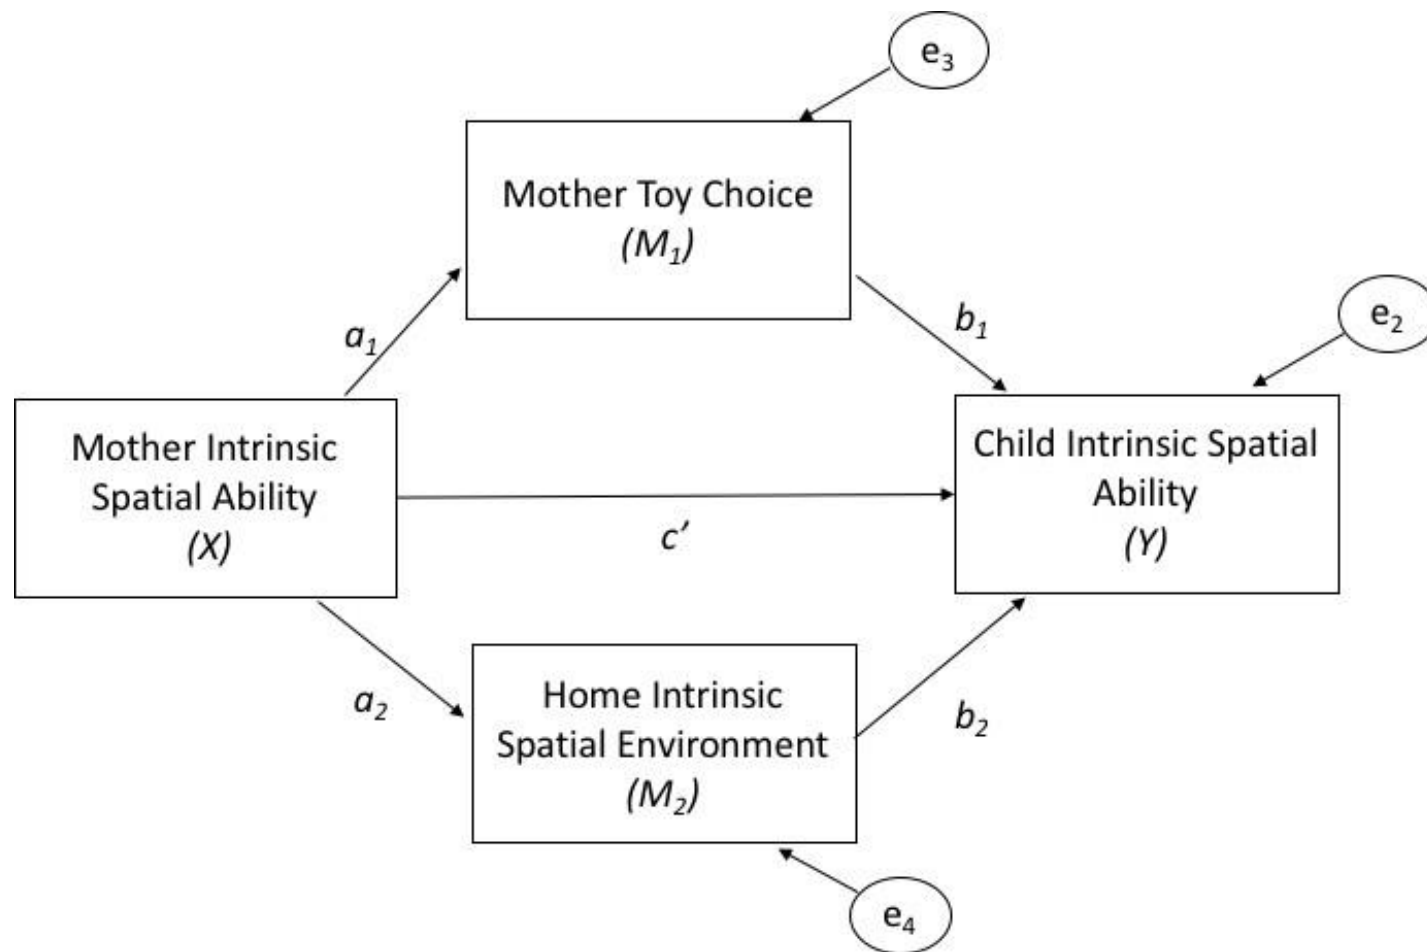 e₃
Mother Toy Choice
(M₁)
a₁
b₁
e₂
Mother Intrinsic
Spatial Ability
(X)
c’
Child Intrinsic Spatial
Ability
(Y)
a₂
Home Intrinsic
Spatial Environment
(M₂)
b₂
e₄